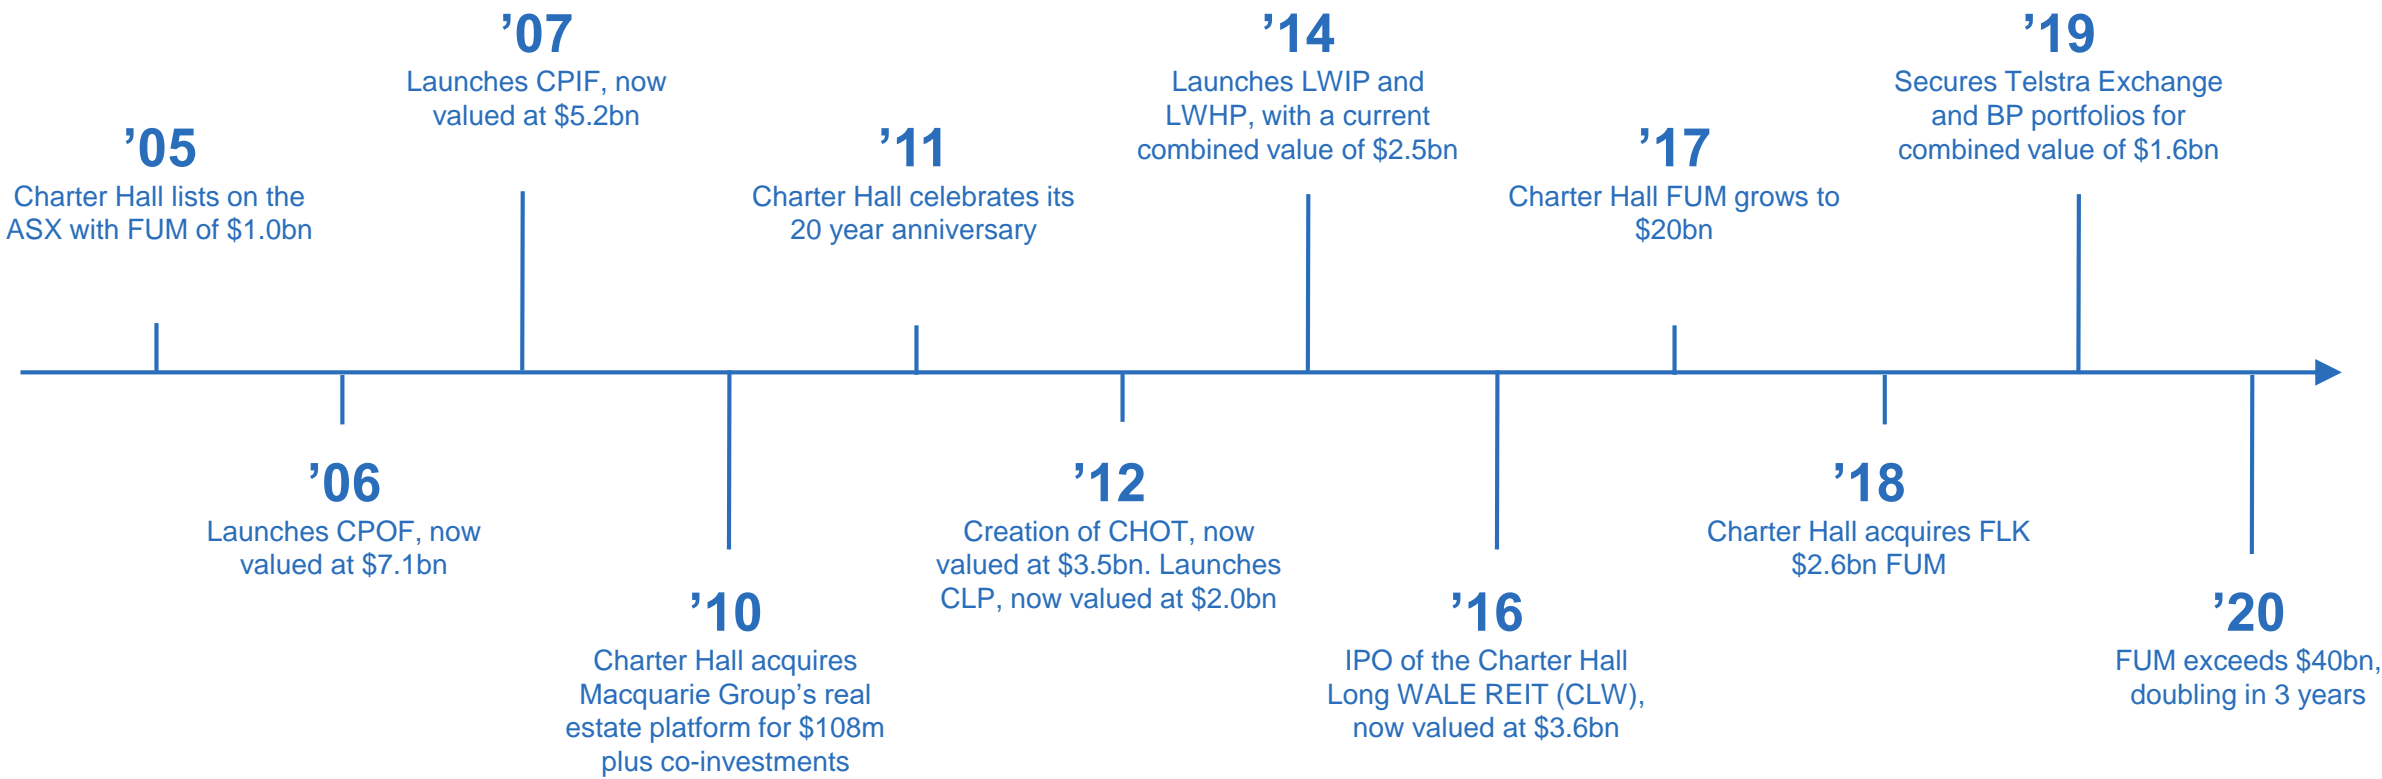 ’05
Charter Hall lists on the
ASX with FUM of $1.0bn
’06
Launches CPOF, now
valued at $7.1bn
’07
Launches CPIF, now
valued at $5.2bn
’10
Charter Hall acquires
Macquarie Group’s real
estate platform for $108m
plus co-investments
’11
Charter Hall celebrates its
20 year anniversary
’12
Creation of CHOT, now
valued at $3.5bn. Launches
CLP, now valued at $2.0bn
’14
Launches LWIP and
LWHP, with a current
combined value of $2.5bn
’16
IPO of the Charter Hall
Long WALE REIT (CLW),
now valued at $3.6bn
’17
Charter Hall FUM grows to
$20bn
’18
Charter Hall acquires FLK
$2.6bn FUM
’19
Secures Telstra Exchange
and BP portfolios for
combined value of $1.6bn
’20
FUM exceeds $40bn,
doubling in 3 years